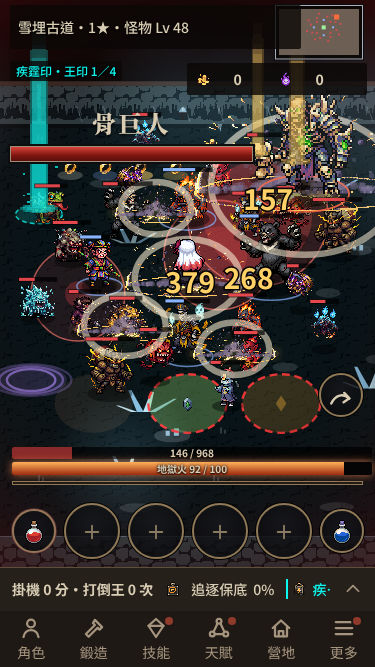 雪埋古道・1★・怪物 Lv 48
疾霆印・王印 1／4
0
0
骨巨人
157
379
268
146 / 968
地獄火 92 / 100
掛機 0 分・打倒王 0 次
追逐保底 0%
疾·
角色
鍛造
技能
天賦
營地
更多